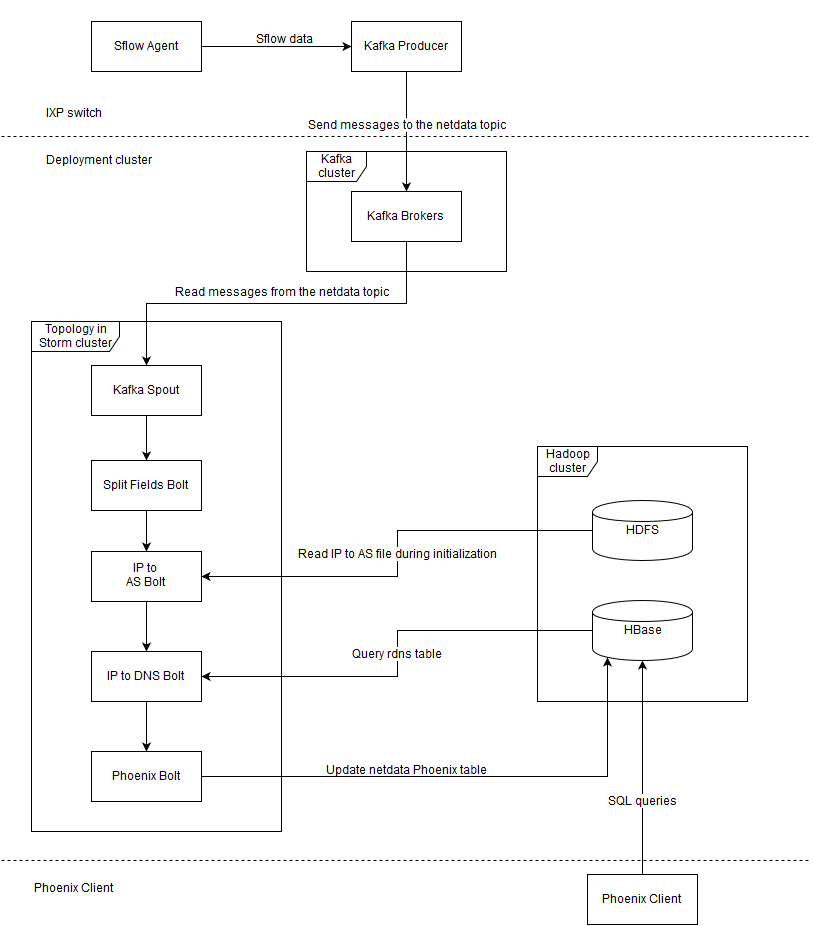 Sflow Agent
Sflow data
Kafka Producer
IXP switch
Send messages to the netdata topic
Deployment cluster
Kafka
cluster
Kafka Brokers
Read messages from the netdata topic
Topology in
Storm cluster
Kafka Spout
Split Fields Bolt
Hadoop
cluster
HDFS
Read IP to AS file during initialization
IP to
AS Bolt
HBase
Query rdns table
IP to DNS Bolt
Update netdata Phoenix table
Phoenix Bolt
SQL queries
Phoenix Client
Phoenix Client